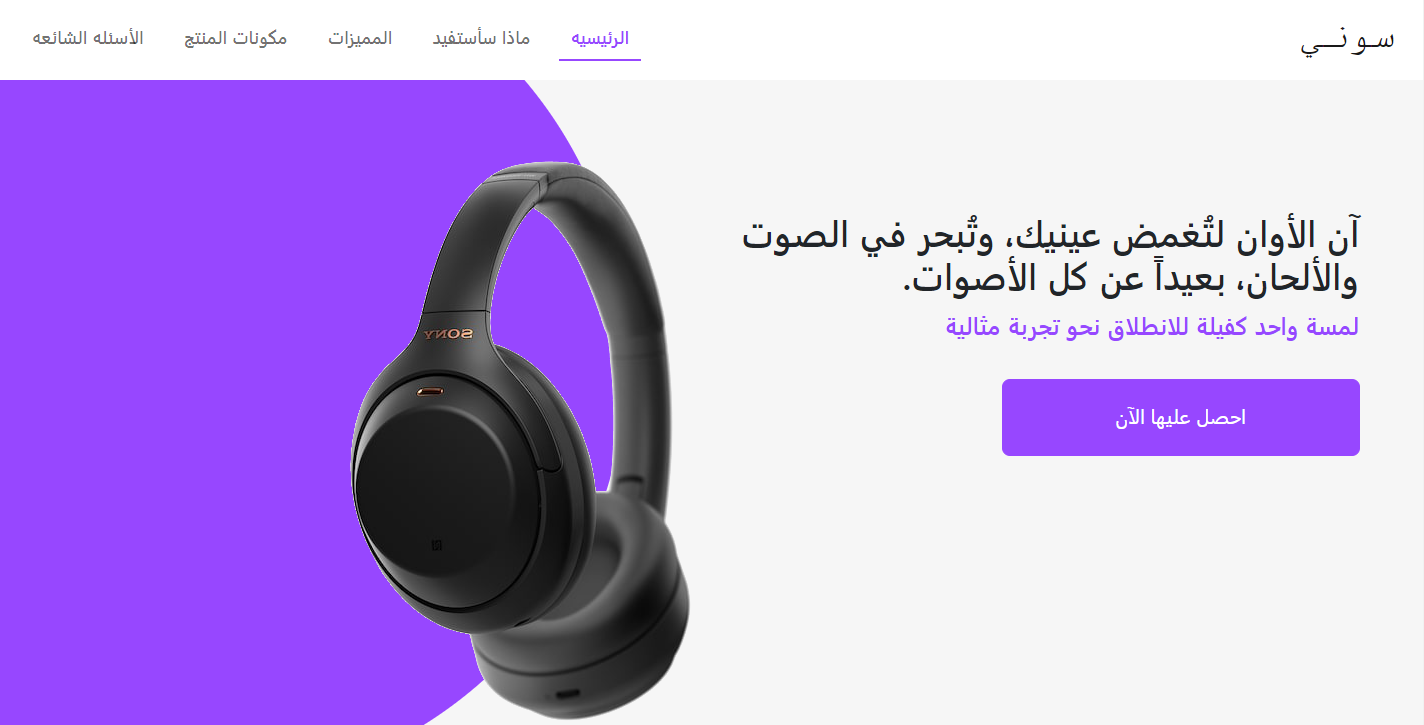 سوني
الرئيسيه ماذا سأستفيد المميزات مكونات المنتج الأسئله الشائعه
آن الأوان لتُغمض عينيك، وتُبحر في الصوت
والألحان، بعيداً عن كل الأصوات.
لمسة واحد كفيلة للانطلاق نحو تجربة مثالية
احصل عليها الآن
SONY